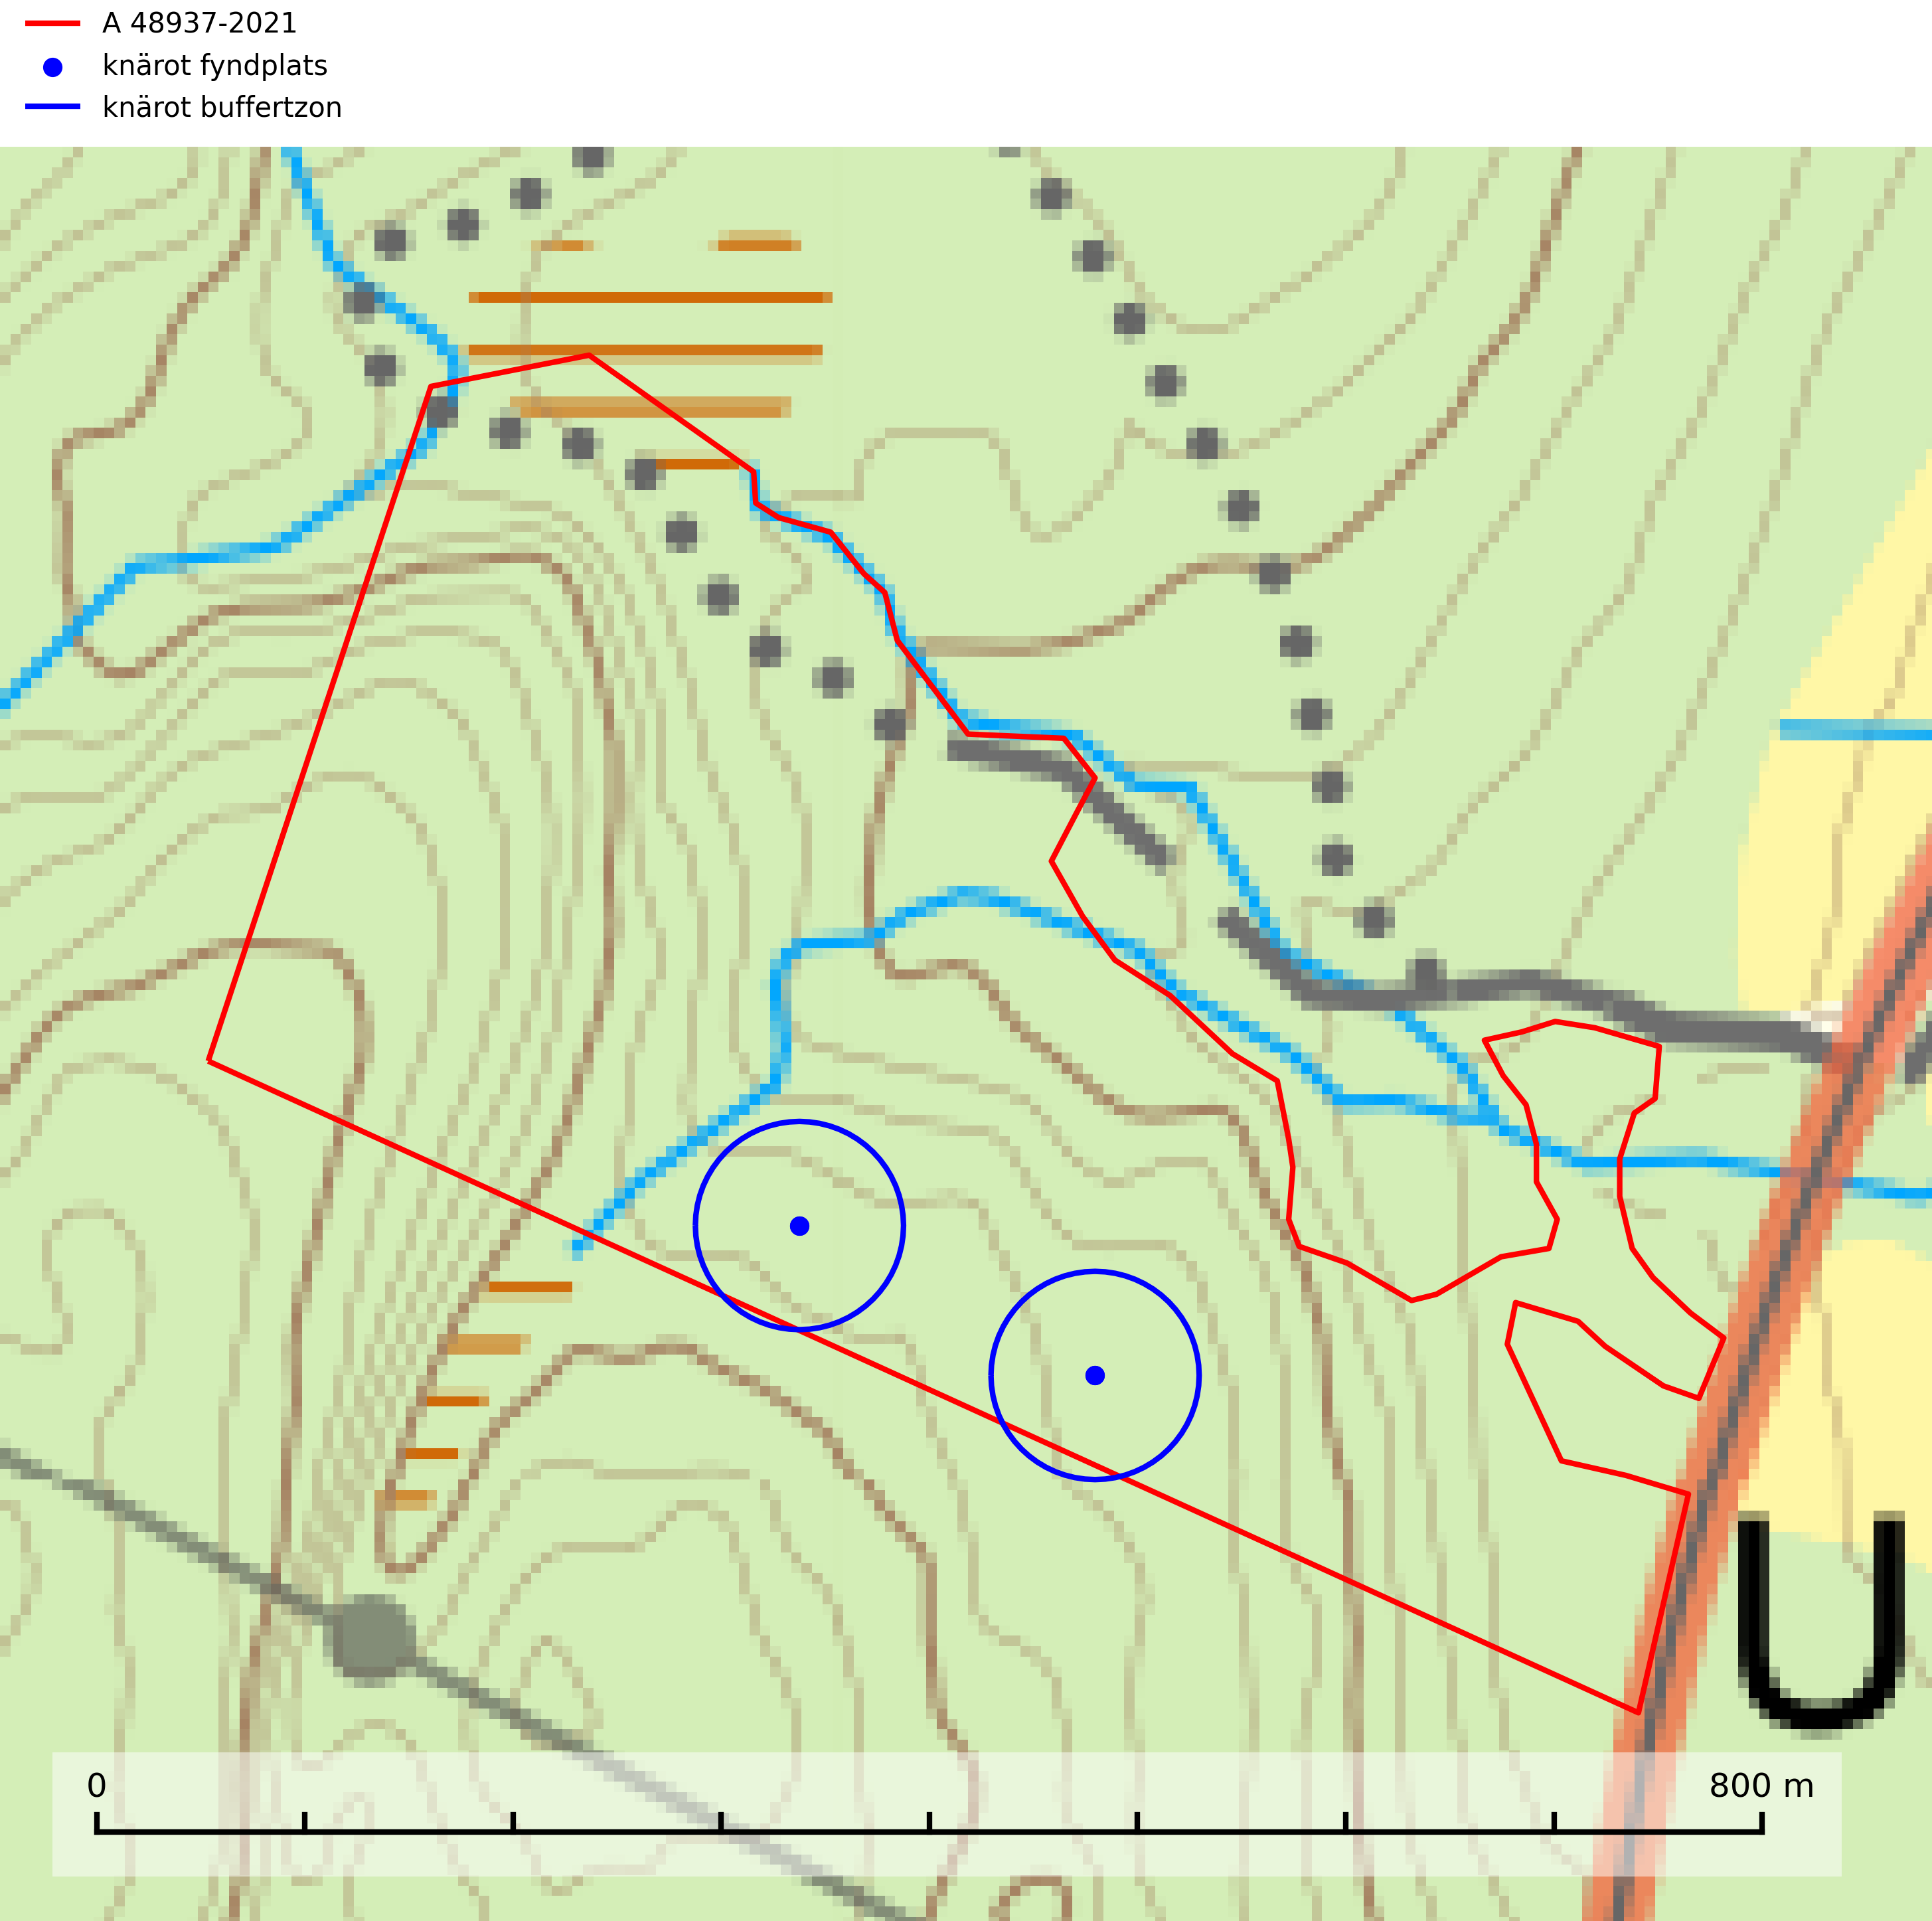 A 48937-2021
knärot fyndplats
knärot buffertzon
U
0 800 m